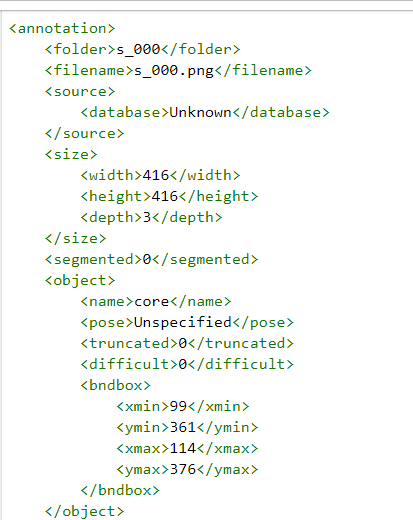 <annotation>
<folder>s_000</folder>
<filename>s_000.png</filename>
<source>
<database>Unknown</database>
</source>
<size>
<width>416</width>
<height>416</height>
<depth>3</depth>
</size>
<segmented>0</segmented>
<object>
<name>core</name>
<pose>Unspecified</pose>
<truncated>0</truncated>
<difficult>0</difficult>
<bndbox>
<xmin>99</xmin>
<ymin>361</ymin>
<xmax>114</xmax>
<ymax>376</ymax>
</bndbox>
</object>